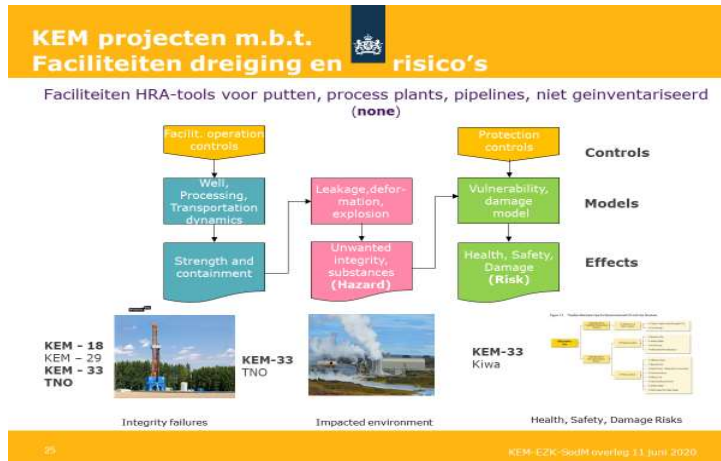 KEM projecten m.b.t.
Faciliteiten dreiging en risico's
Faciliteiten HRA-tools voor putten, process plants, pipelines, niet geinventariseerd
(none)
Facilit. operation
controls
Protection
controls
Controls
Well,
Processing,
Transportation
dynamics
Leakage,defor-
mation,
explosion
Vulnerability,
damage
model
Models
Strength and
containment
Unwanted
integrity,
substances
(Hazard)
Health, Safety,
Damage
(Risk)
Effects
KEM - 18
KEM – 29
KEM - 33
TNO
KEM-33
TNO
KEM-33
Kiwa
Integrity failures
Impacted environment
Health, Safety, Damage Risks
25
KEM-EZK-SodM overleg 11 juni 2020